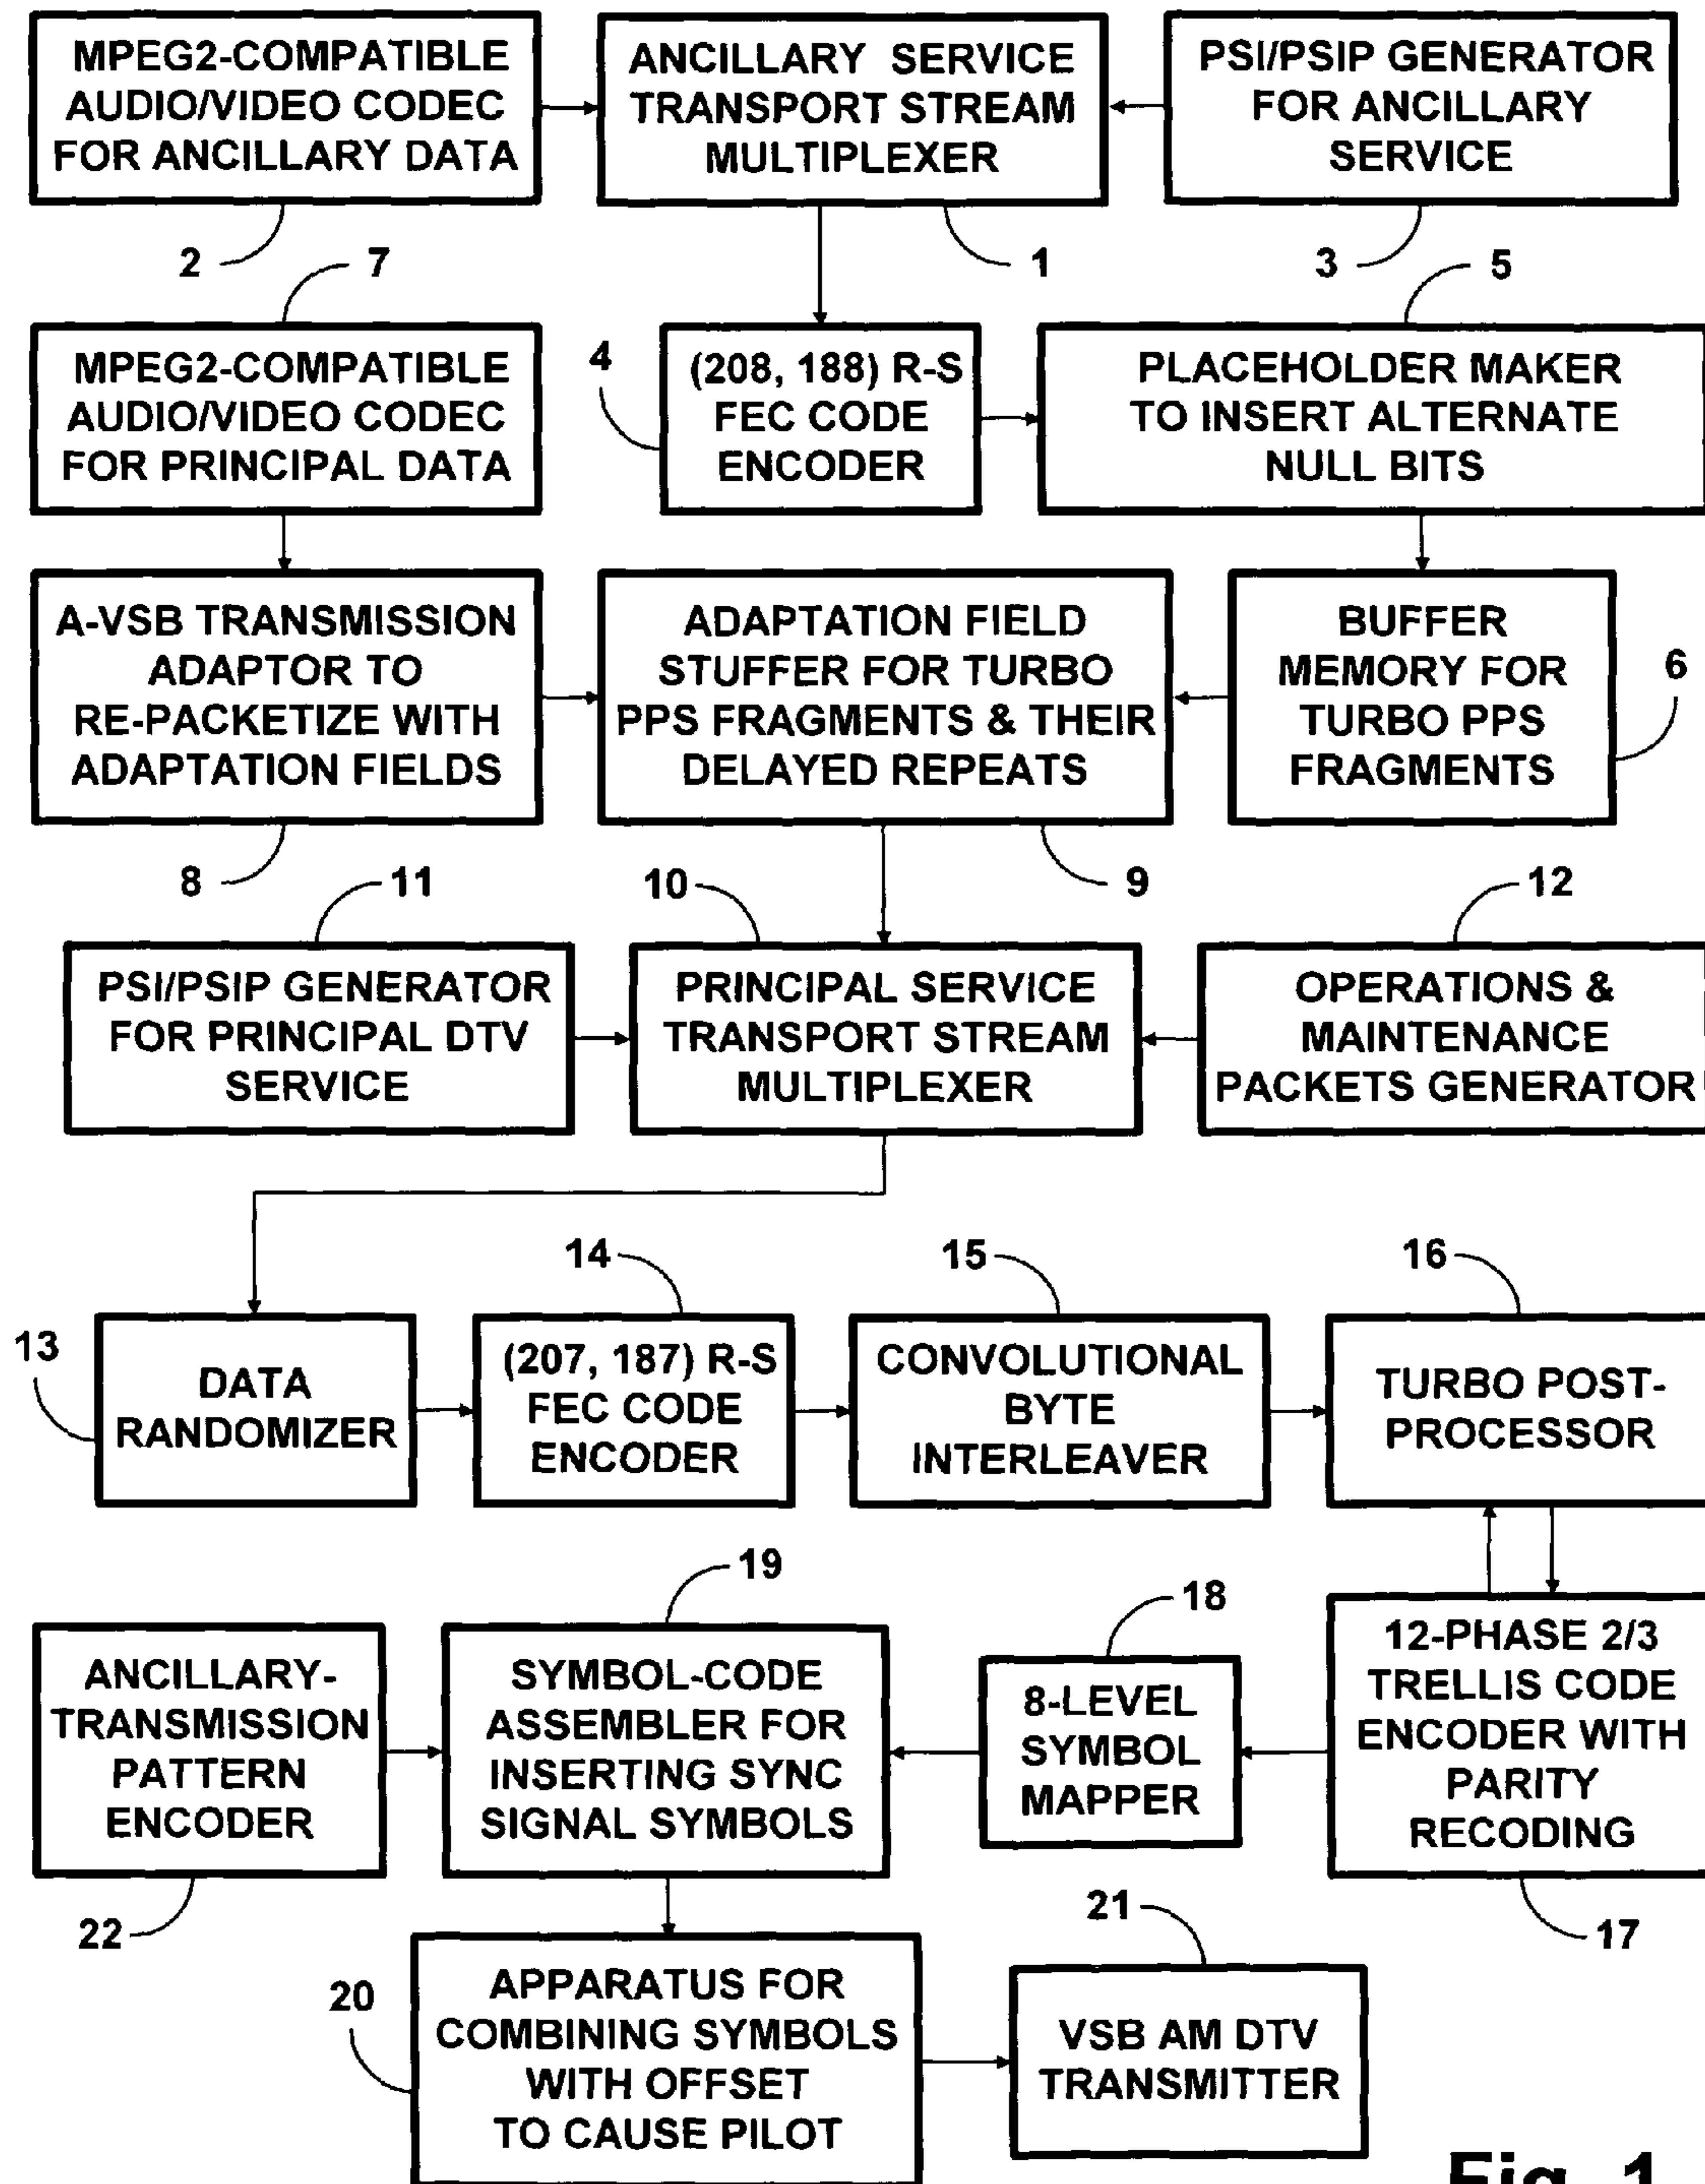 MPEG2-COMPATIBLE
AUDIO/VIDEO CODEC
FOR ANCILLARY DATA
ANCILLARY SERVICE
TRANSPORT STREAM
MULTIPLEXER
PSI/PSIP GENERATOR
FOR ANCILLARY
SERVICE
2
7
1
3
5
MPEG2-COMPATIBLE
AUDIO/VIDEO CODEC
FOR PRINCIPAL DATA
4
(208, 188) R-S
FEC CODE
ENCODER
PLACEHOLDER MAKER
TO INSERT ALTERNATE
NULL BITS
A-VSB TRANSMISSION
ADAPTOR TO
RE-PACKETIZE WITH
ADAPTATION FIELDS
ADAPTATION FIELD
STUFFER FOR TURBO
PPS FRAGMENTS & THEIR
DELAYED REPEATS
BUFFER
MEMORY FOR
TURBO PPS
FRAGMENTS
6
8
11
10
9
12
PSI/PSIP GENERATOR
FOR PRINCIPAL DTV
SERVICE
PRINCIPAL SERVICE
TRANSPORT STREAM
MULTIPLEXER
OPERATIONS &
MAINTENANCE
PACKETS GENERATOR
14
15
16
13
DATA
RANDOMIZER
(207, 187) R-S
FEC CODE
ENCODER
CONVOLUTIONAL
BYTE
INTERLEAVER
TURBO POST-
PROCESSOR
19
18
ANCILLARY-
TRANSMISSION
PATTERN
ENCODER
SYMBOL-CODE
ASSEMBLER FOR
INSERTING SYNC
SIGNAL SYMBOLS
8-LEVEL
SYMBOL
MAPPER
12-PHASE 2/3
TRELLIS CODE
ENCODER WITH
PARITY
RECODING
22
21
17
20
APPARATUS FOR
COMBINING SYMBOLS
WITH OFFSET
TO CAUSE PILOT
VSB AM DTV
TRANSMITTER
Fig. 1